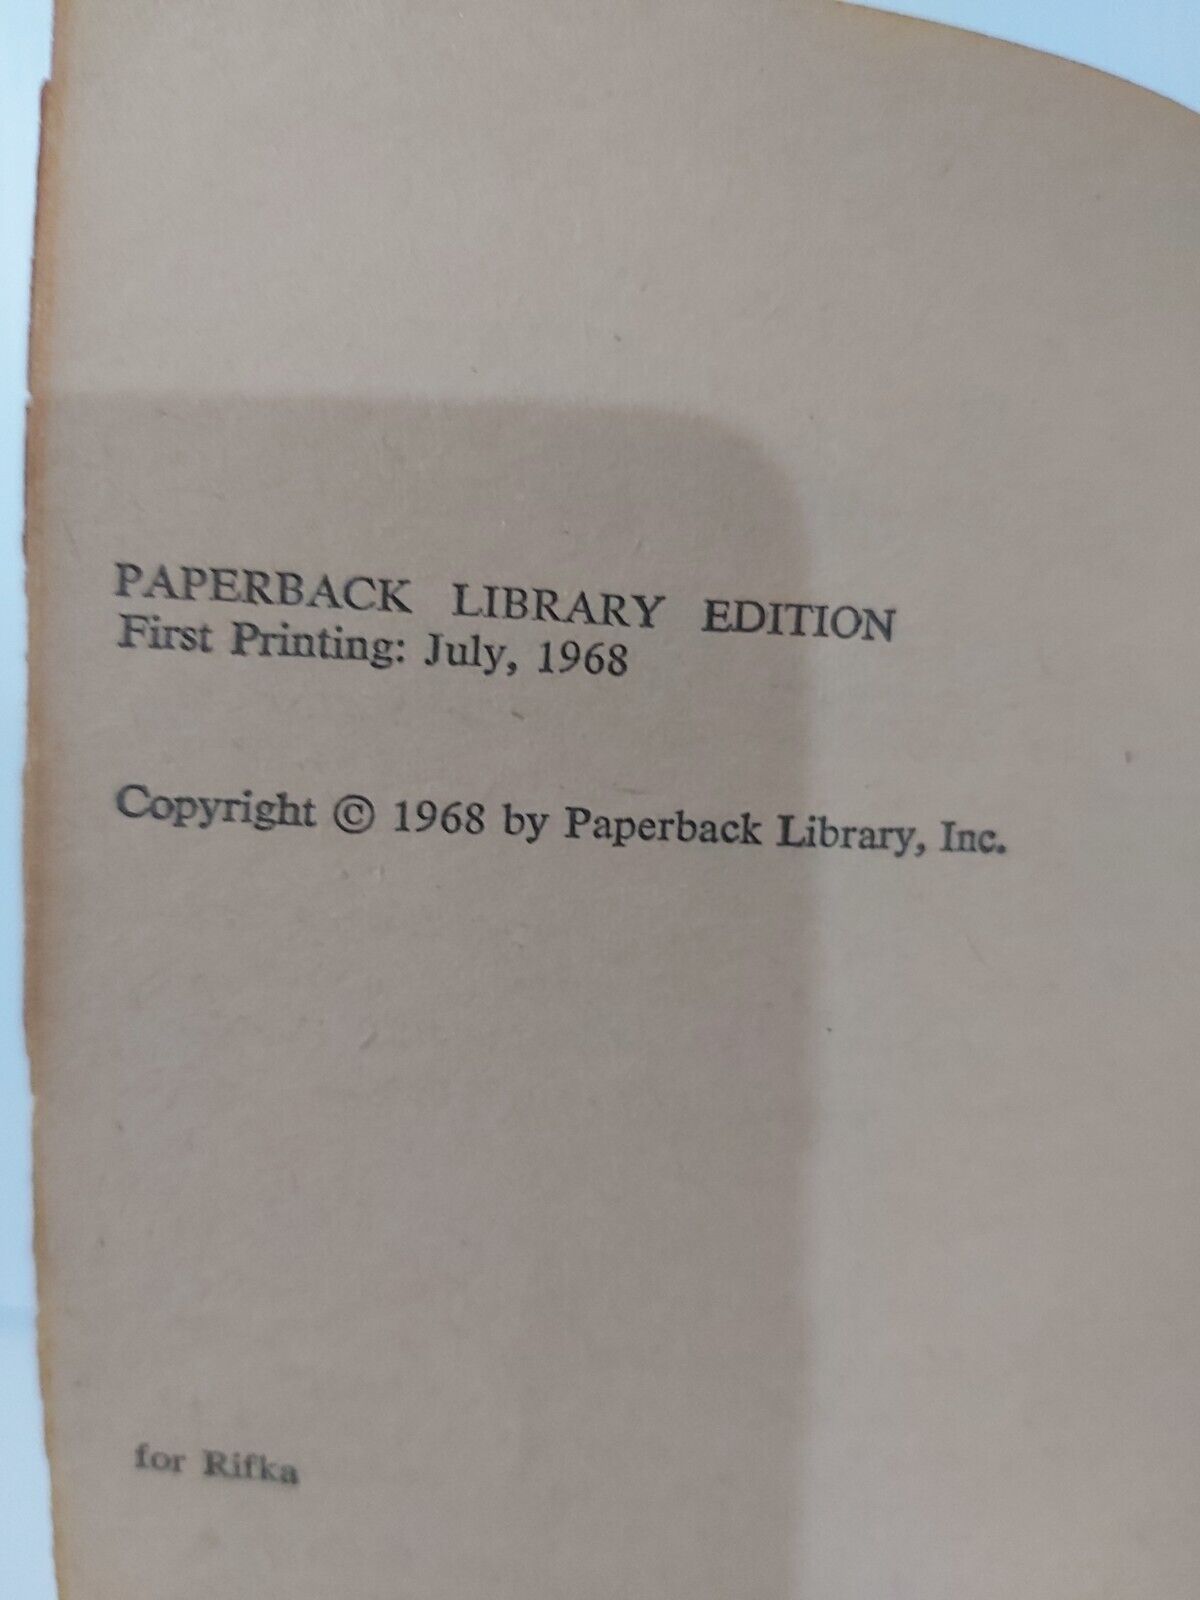 PAPERBACK LIBRARY EDITION
First Printing: July, 1968
Copyright © 1968 by Paperback Library, Inc.
for Rifka